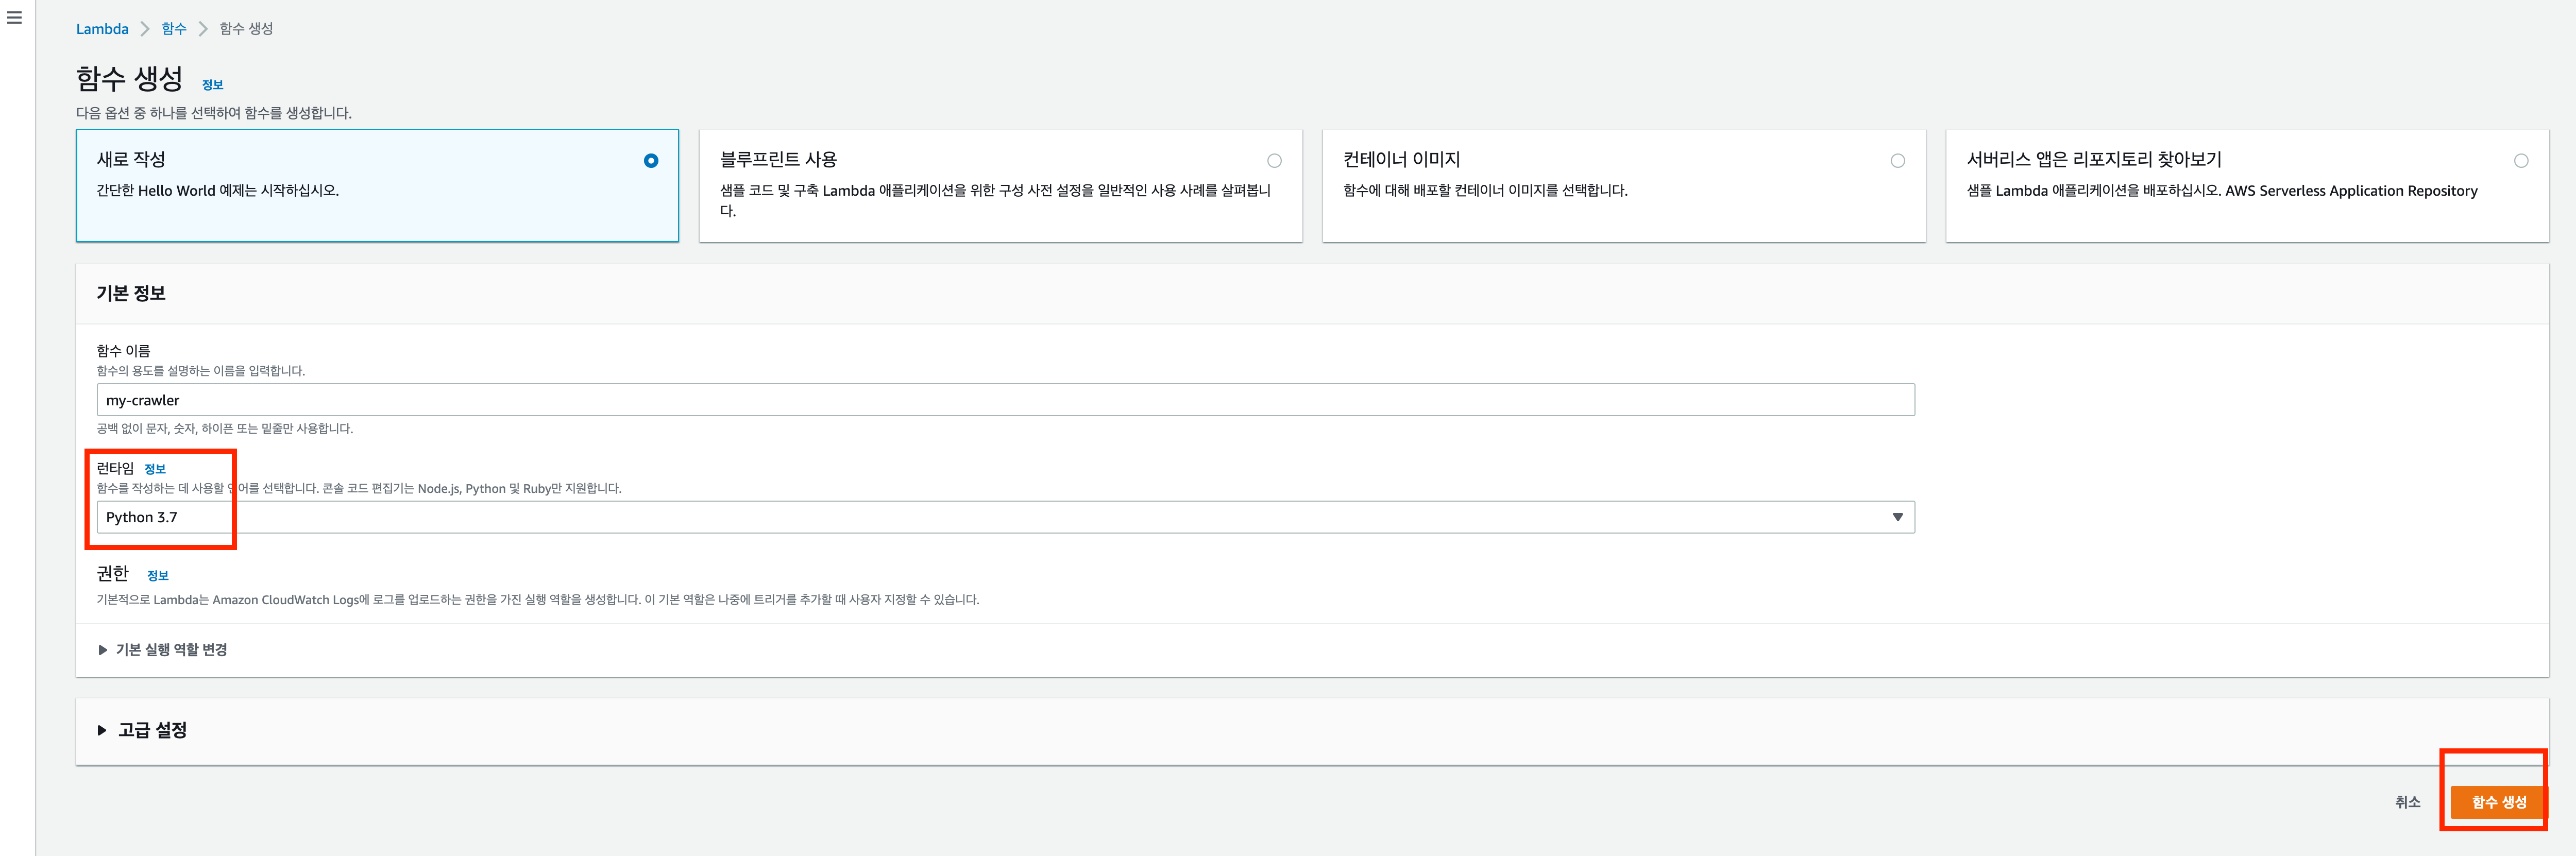 Lambda > 함수 > 함수 생성
함수 생성 정보
다음 옵션 중 하나를 선택하여 함수를 생성합니다.
새로 작성
간단한 Hello World 예제는 시작하십시오.
블루프린트 사용
샘플 코드 및 구축 Lambda 애플리케이션을 위한 구성 사전 설정을 일반적인 사용 사례를 살펴봅니
다.
컨테이너 이미지
함수에 대해 배포할 컨테이너 이미지를 선택합니다.
서버리스 앱은 리포지토리 찾아보기
샘플 Lambda 애플리케이션을 배포하십시오. AWS Serverless Application Repository
기본 정보
함수 이름
함수의 용도를 설명하는 이름을 입력합니다.
my-crawler
공백 없이 문자, 숫자, 하이픈 또는 밑줄만 사용합니다.
런타임 정보
함수를 작성하는 데 사용할 언어를 선택합니다. 콘솔 코드 편집기는 Node.js, Python 및 Ruby만 지원합니다.
Python 3.7
권한 정보
기본적으로 Lambda는 Amazon CloudWatch Logs에 로그를 업로드하는 권한을 가진 실행 역할을 생성합니다. 이 기본 역할은 나중에 트리거를 추가할 때 사용자 지정할 수 있습니다.
기본 실행 역할 변경
고급 설정
취소
함수 생성